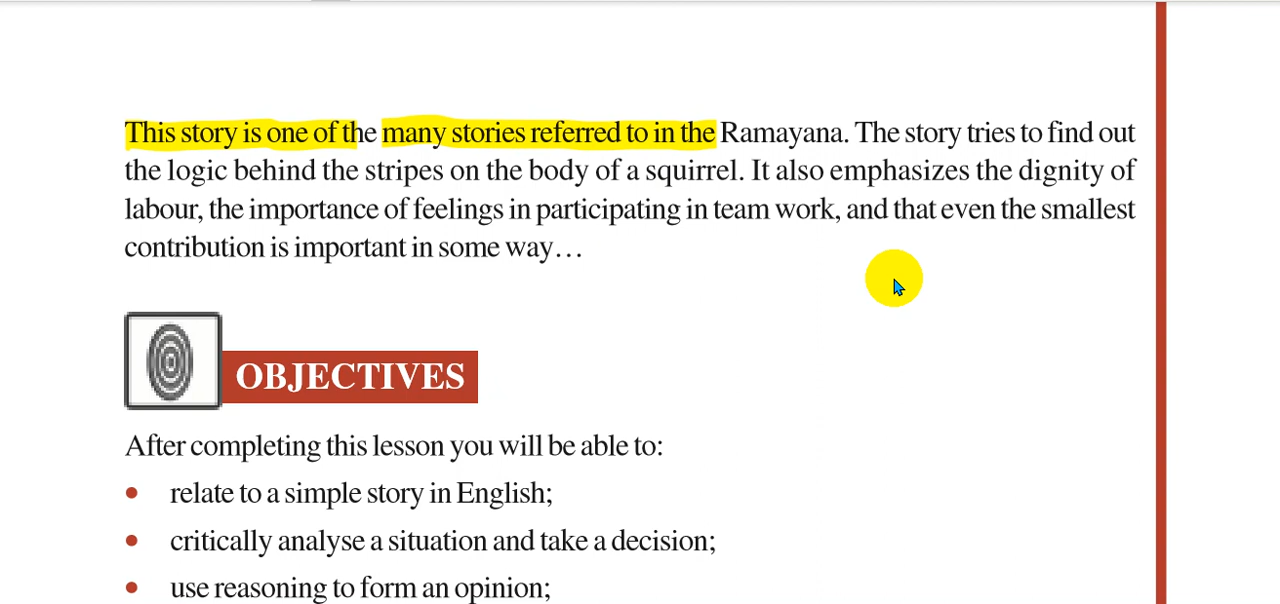 This story is one of the many stories referred to in the Ramayana. The story tries to find out
the logic behind the stripes on the body of a squirrel. It also emphasizes the dignity of
labour, the importance of feelings in participating in team work, and that even the smallest
contribution is important in some way…
OBJECTIVES
After completing this lesson you will be able to:
• relate to a simple story in English;
• critically analyse a situation and take a decision;
• use reasoning to form an opinion;